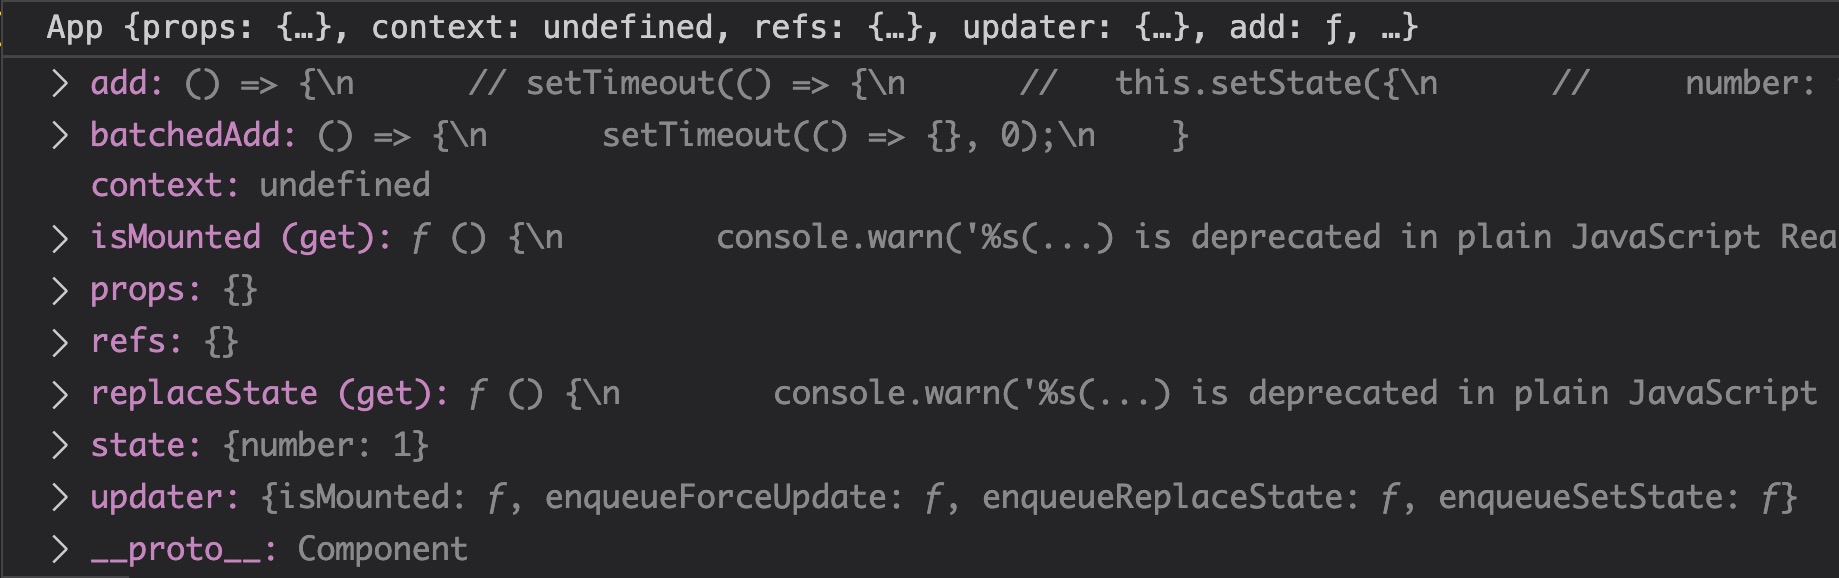 App {props: {…}, context: undefined, refs: {…}, updater: {…}, add: ƒ, …}
add: () => {\n      // setTimeout(() => {\n      //   this.setState({\n      //     number:
batchedAdd: () => {\n      setTimeout(() => {}, 0);\n    }
context: undefined
isMounted (get): ƒ () {\n        console.warn('%s(...) is deprecated in plain JavaScript Rea
props: {}
refs: {}
replaceState (get): ƒ () {\n        console.warn('%s(...) is deprecated in plain JavaScript
state: {number: 1}
updater: {isMounted: ƒ, enqueueForceUpdate: ƒ, enqueueReplaceState: ƒ, enqueueSetState: ƒ}
__proto__: Component